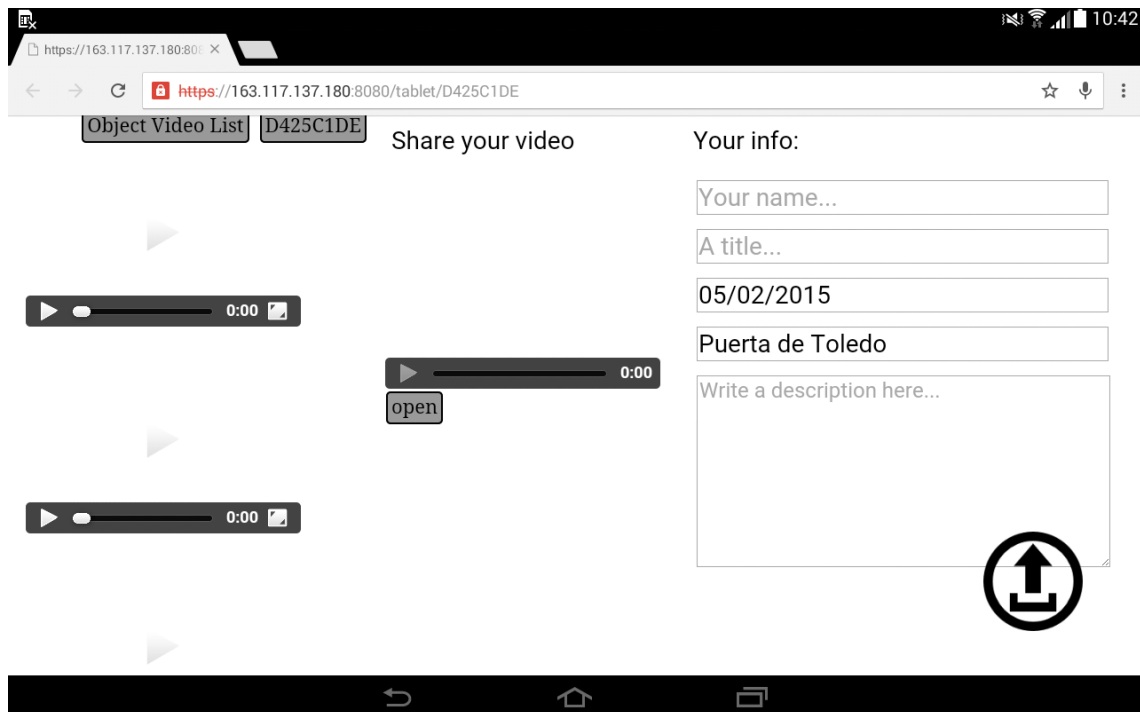 10:42
https://163.117.137.180:808
https://163.117.137.180:8080/tablet/D425C1DE
Object Video List
D425C1DE
Share your video
Your info:
Your name...
A title...
0:00
05/02/2015
Puerta de Toledo
0:00
open
Write a description here...
0:00